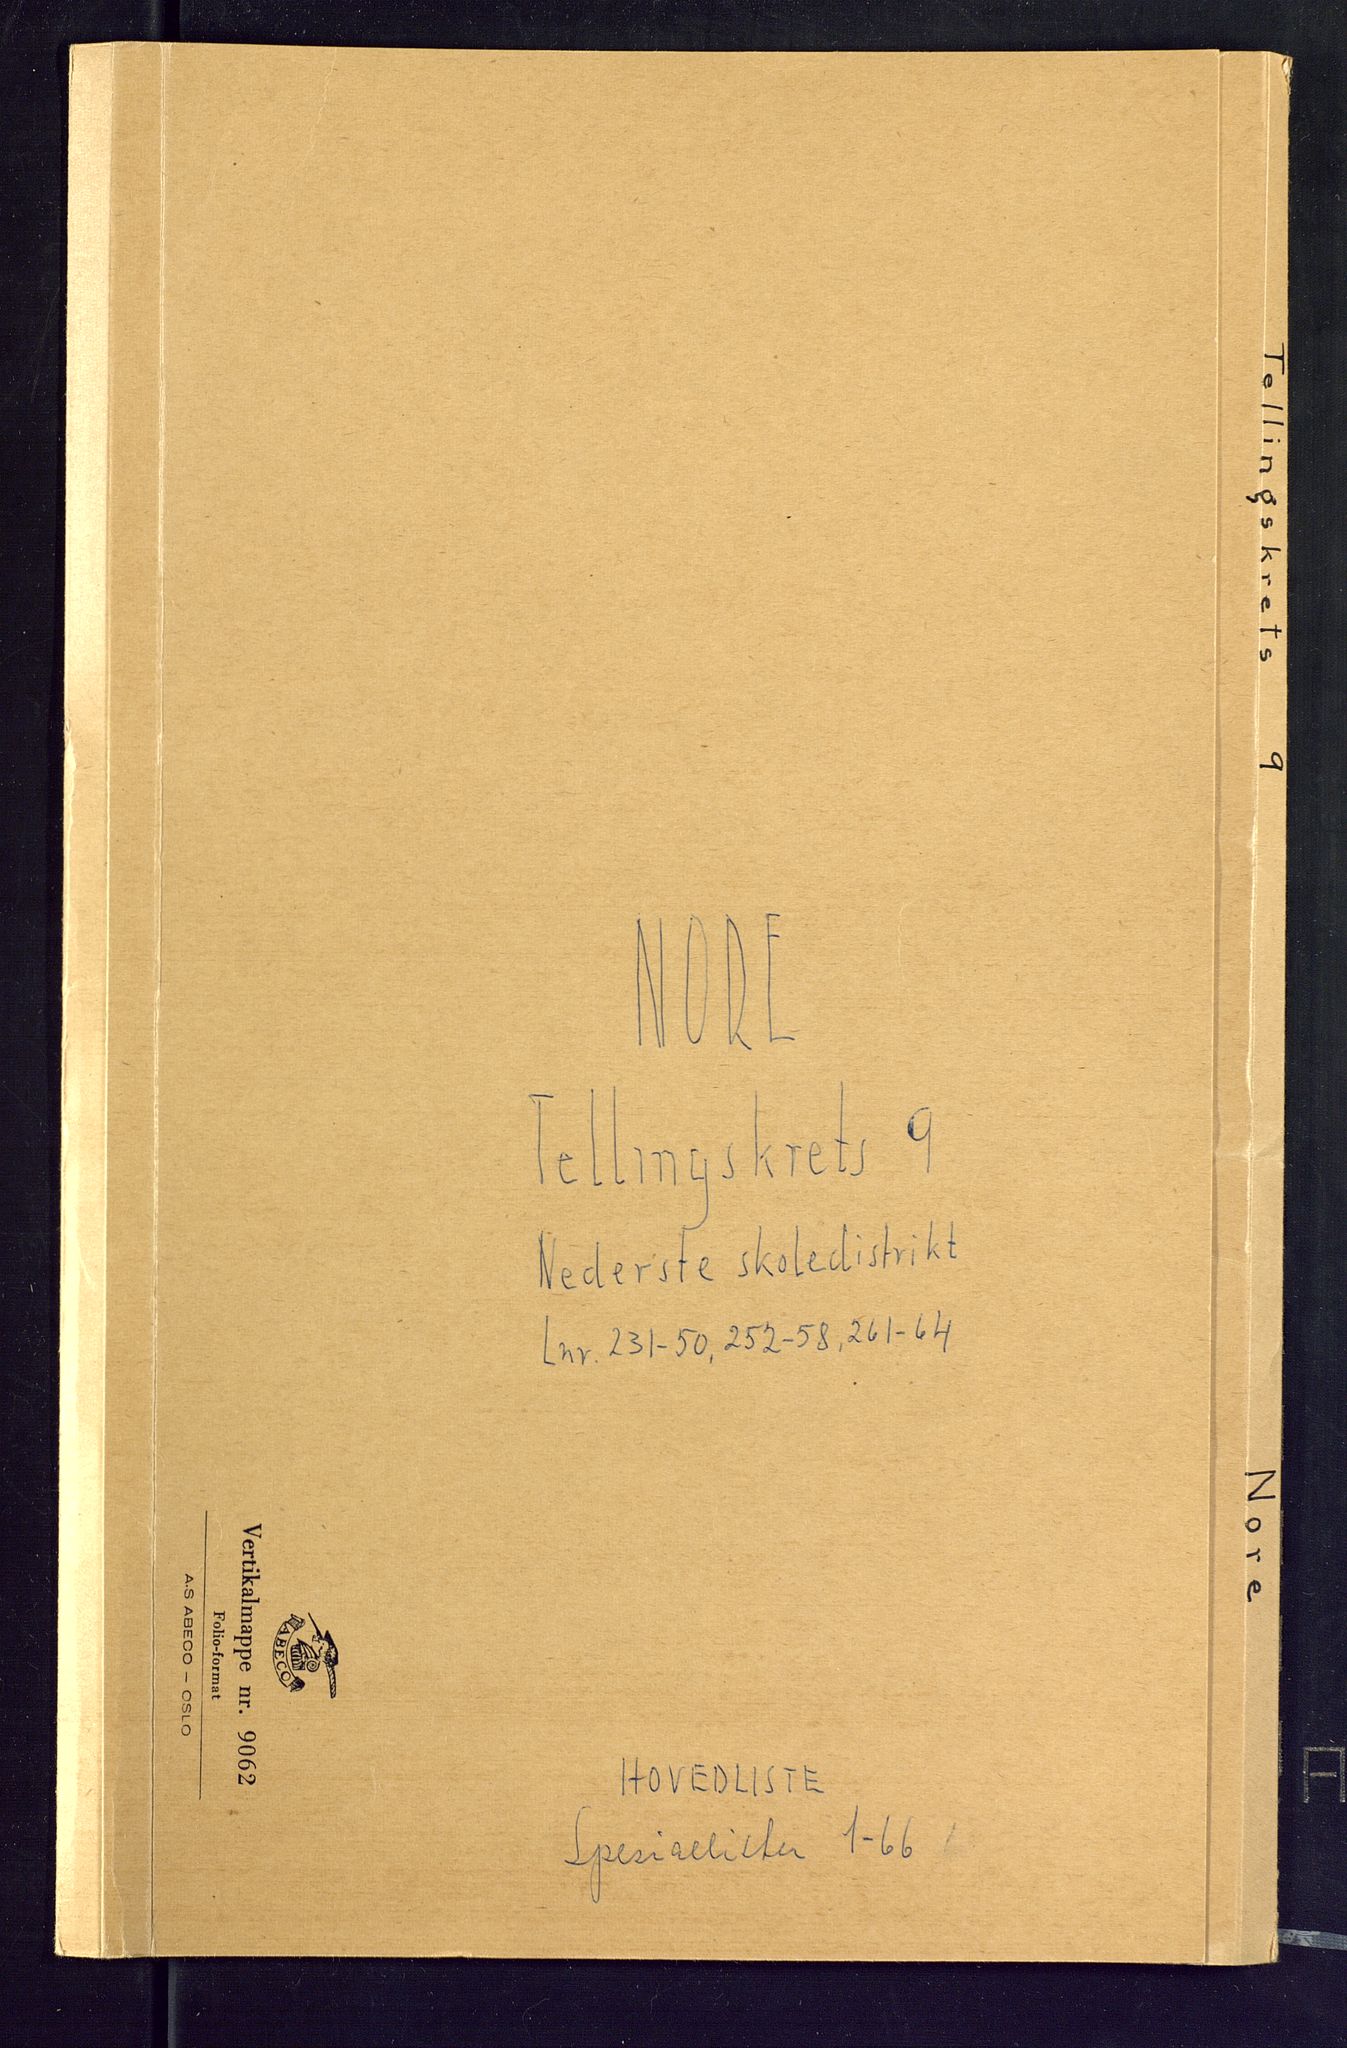 NORE
Tellingskrets 9
Nederste skoledistrikt
Lnr. 231-50, 252-58, 261-64
HOVEDLISTE
Spesiallister 1-66
Tellingskrets 9
Nore
ABECO
Vertikalmappe nr. 9062
Folio-format
A.S ABECO – OSLO